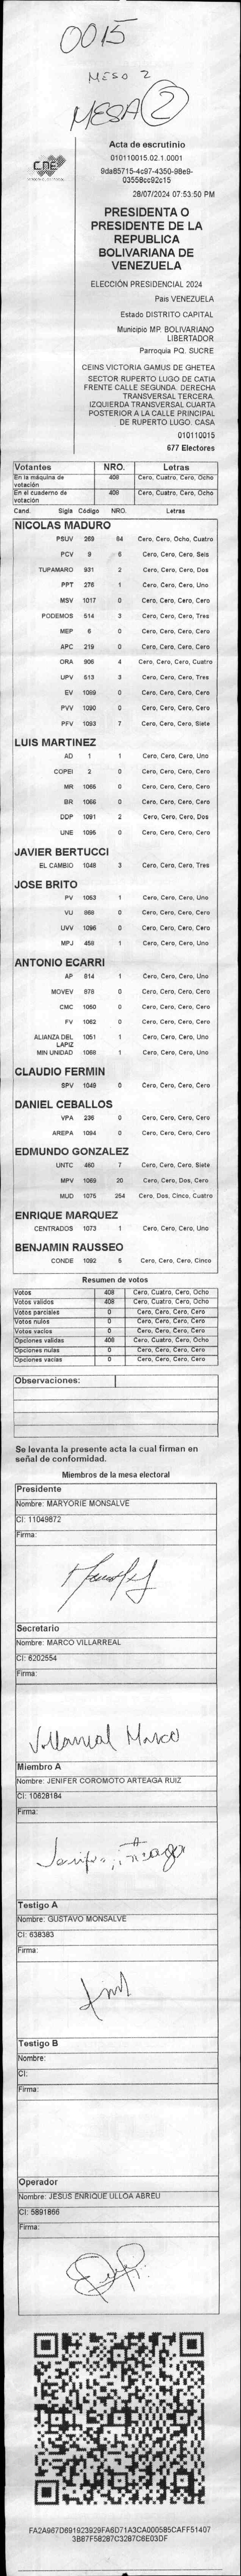 0015
MESO 2
MESA 2
CNE
Acta de escrutinio
010110015.02.1.0001
9da85715-4c97-4350-98e9-
03558cc92c15
28/07/2024 07:53:50 PM
PRESIDENTA O
PRESIDENTE DE LA
REPUBLICA
BOLIVARIANA DE
VENEZUELA
ELECCIÓN PRESIDENCIAL 2024
Pais VENEZUELA
Estado DISTRITO CAPITAL
Municipio MP. BOLIVARIANO
LIBERTADOR
Parroquia PQ. SUCRE
CEINS VICTORIA GAMUS DE GHETEA
SECTOR RUPERTO LUGO DE CATIA
FRENTE CALLE SEGUNDA. DERECHA
TRANSVERSAL TERCERA.
IZQUIERDA TRANSVERSAL CUARTA
POSTERIOR A LA CALLE PRINCIPAL
DE RUPERTO LUGO. CASA
010110015
677 Electores
Votantes NRO. Letras
En la máquina de votación 408 Cero, Cuatro, Cero, Ocho
En el cuaderno de votación 408 Cero, Cuatro, Cero, Ocho
Cand. Sigla Código NRO. Letras
NICOLAS MADURO
PSUV 269 84 Cero, Cero, Ocho, Cuatro
PCV 9 6 Cero, Cero, Cero, Seis
TUPAMARO 931 2 Cero, Cero, Cero, Dos
PPT 276 1 Cero, Cero, Cero, Uno
MSV 1017 0 Cero, Cero, Cero, Cero
PODEMOS 514 3 Cero, Cero, Cero, Tres
MEP 6 0 Cero, Cero, Cero, Cero
APC 219 0 Cero, Cero, Cero, Cero
ORA 906 4 Cero, Cero, Cero, Cuatro
UPV 613 3 Cero, Cero, Cero, Tres
EV 1089 0 Cero, Cero, Cero, Cero
PVV 1090 0 Cero, Cero, Cero, Cero
PFV 1093 7 Cero, Cero, Cero, Siete
LUIS MARTINEZ
AD 1 1 Cero, Cero, Cero, Uno
COPEI 2 0 Cero, Cero, Cero, Cero
MR 1065 0 Cero, Cero, Cero, Cero
BR 1066 0 Cero, Cero, Cero, Cero
DDP 1091 2 Cero, Cero, Cero, Dos
UNE 1095 0 Cero, Cero, Cero, Cero
JAVIER BERTUCCI
EL CAMBIO 1048 3 Cero, Cero, Cero, Tres
JOSE BRITO
PV 1053 1 Cero, Cero, Cero, Uno
VU 868 0 Cero, Cero, Cero, Cero
UVV 1096 0 Cero, Cero, Cero, Cero
MPJ 458 1 Cero, Cero, Cero, Uno
ANTONIO ECARRI
AP 814 1 Cero, Cero, Cero, Uno
MOVEV 878 0 Cero, Cero, Cero, Cero
CMC 1050 0 Cero, Cero, Cero, Cero
FV 1062 0 Cero, Cero, Cero, Cero
ALIANZA DEL LAPIZ 1051 1 Cero, Cero, Cero, Uno
MIN UNIDAD 1068 1 Cero, Cero, Cero, Uno
CLAUDIO FERMIN
SPV 1049 0 Cero, Cero, Cero, Cero
DANIEL CEBALLOS
VPA 236 0 Cero, Cero, Cero, Cero
AREPA 1094 0 Cero, Cero, Cero, Cero
EDMUNDO GONZALEZ
UNTC 460 7 Cero, Cero, Cero, Siete
MPV 1069 20 Cero, Cero, Dos, Cero
MUD 1075 254 Cero, Dos, Cinco, Cuatro
ENRIQUE MARQUEZ
CENTRADOS 1073 1 Cero, Cero, Cero, Uno
BENJAMIN RAUSSEO
CONDE 1092 5 Cero, Cero, Cero, Cinco
Resumen de votos
Votos 408 Cero, Cuatro, Cero, Ocho
Votos validos 408 Cero, Cuatro, Cero, Ocho
Votos parciales 0 Cero, Cero, Cero, Cero
Votos nulos 0 Cero, Cero, Cero, Cero
Votos vacios 0 Cero, Cero, Cero, Cero
Opciones validas 408 Cero, Cuatro, Cero, Ocho
Opciones nulas 0 Cero, Cero, Cero, Cero
Opciones vacias 0 Cero, Cero, Cero, Cero
Observaciones:
Se levanta la presente acta la cual firman en
señal de conformidad.
Miembros de la mesa electoral
Presidente
Nombre: MARYORIE MONSALVE
CI: 11049872
Firma:
Secretario
Nombre: MARCO VILLARREAL
CI: 6202554
Firma:
Villarreal Marco
Miembro A
Nombre: JENIFER COROMOTO ARTEAGA RUIZ
CI: 10628184
Firma:
Testigo A
Nombre: GUSTAVO MONSALVE
CI: 638383
Firma:
Testigo B
Nombre:
CI:
Firma:
Operador
Nombre: JESUS ENRIQUE ULLOA ABREU
CI: 5891866
Firma:
FA2A967D691923929FA6D71A3CA000585CAFF51407
3B87F58287C3287C6E03DF